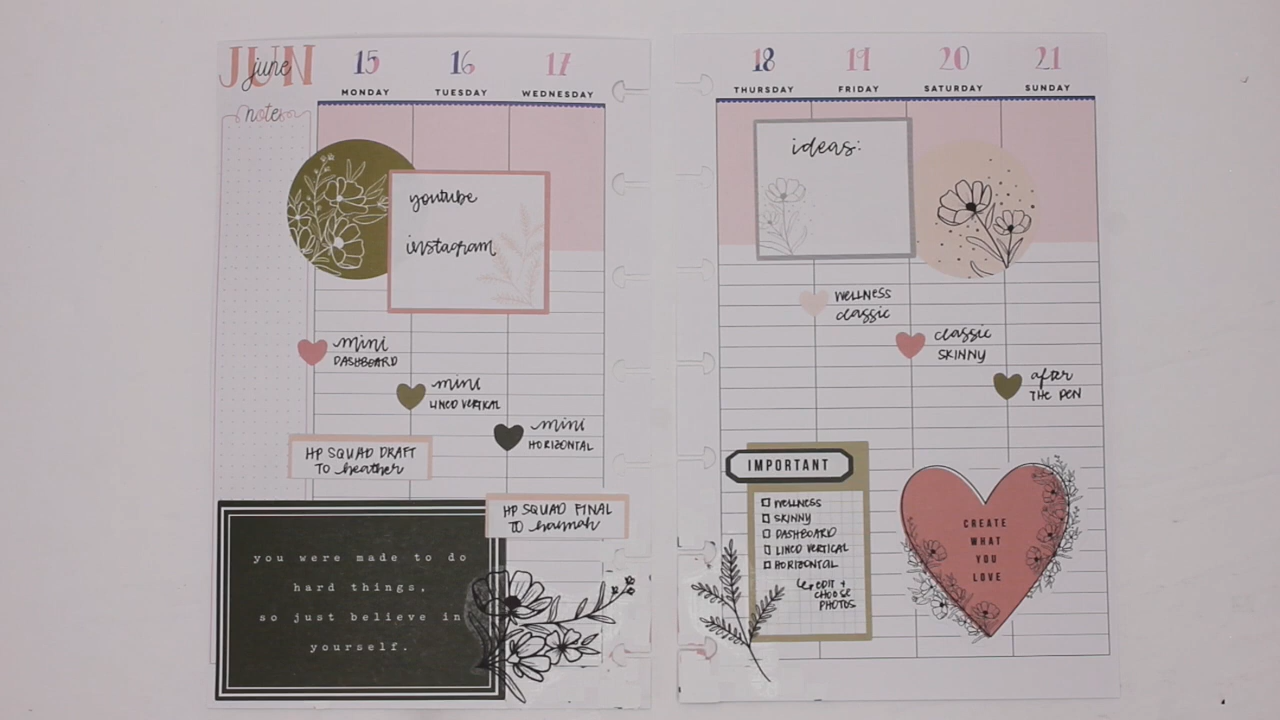 JUN
june
notes
15
MONDAY
16
TUESDAY
17
WEDNESDAY
youtube
instagram
mini
DASHBOARD
mini
LINED VERTICAL
mini
HORIZONTAL
HP SQUAD DRAFT
TO heather
HP SQUAD FINAL
TO hannah
you were made to do
hard things,
so just believe in
yourself.
18
THURSDAY
19
FRIDAY
20
SATURDAY
21
SUNDAY
ideas:
WELLNESS
classic
classic
SKINNY
after
THE PEN
IMPORTANT
WELLNESS
SKINNY
DASHBOARD
LINED VERTICAL
HORIZONTAL
EDIT +
CHOOSE
PHOTOS
CREATE
WHAT
YOU
LOVE